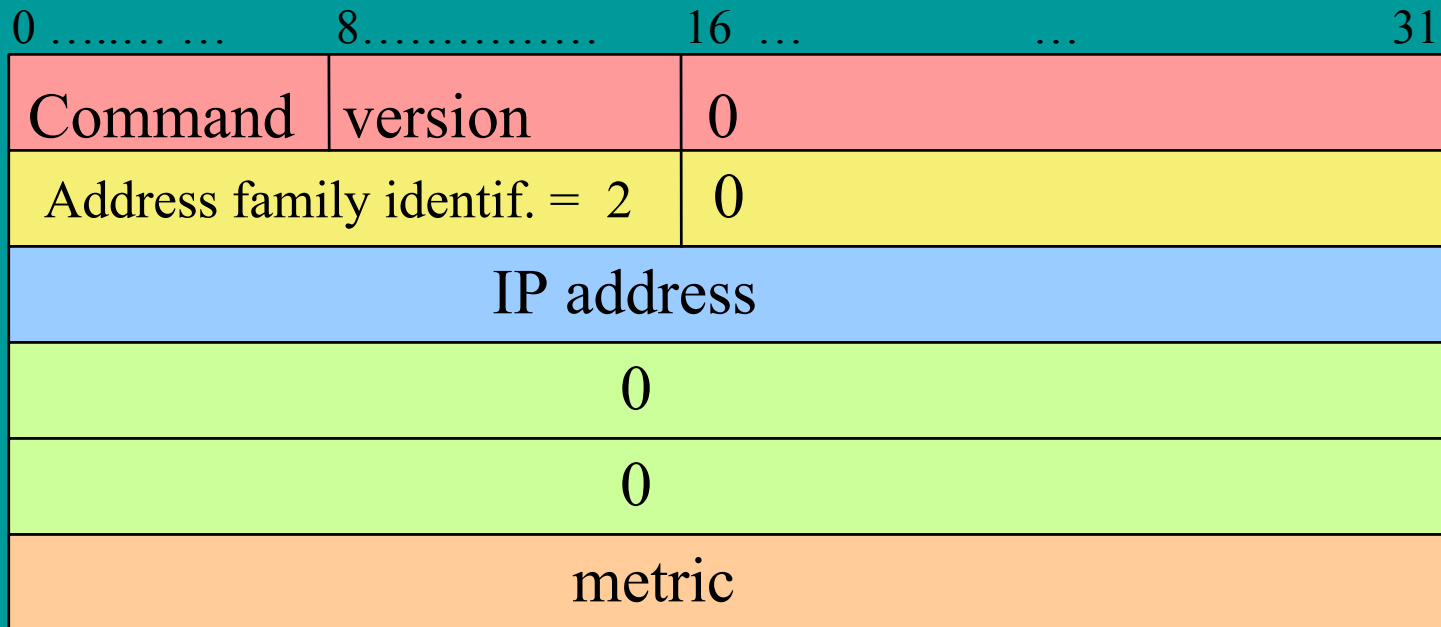 0 …..…. … 8…………… 16 … … 31
Command version 0
Address family identif. = 2 0
IP address
0
0
metric